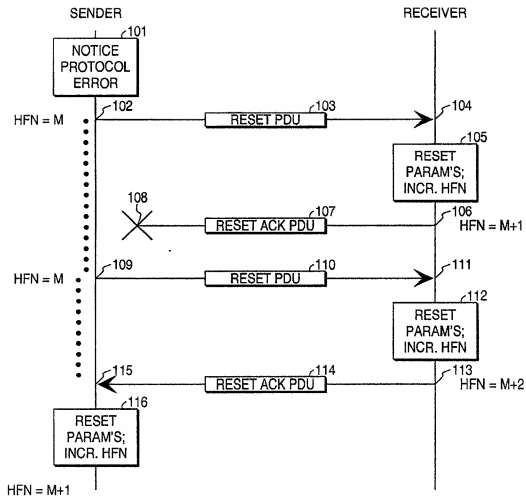 SENDER
RECEIVER
101
NOTICE
PROTOCOL
ERROR
102
103
104
HFN = M
RESET PDU
105
RESET
PARAM'S;
INCR. HFN
108
107
106
RESET ACK PDU
HFN = M+1
109
110
111
HFN = M
RESET PDU
112
RESET
PARAM'S;
INCR. HFN
115
114
113
RESET ACK PDU
HFN = M+2
116
RESET
PARAM'S;
INCR. HFN
HFN = M+1